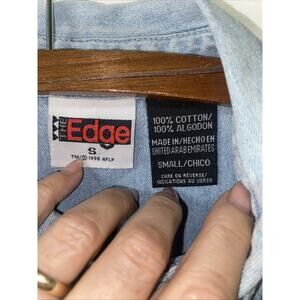 THE Edge
S
TM/© 1998 NFLP
100% COTTON/
100% ALGODON
MADE IN/HECHO EN
UNITED ARAB EMIRATES
SMALL/CHICO
CARE ON REVERSE/
INDICATIONS AU VERSO